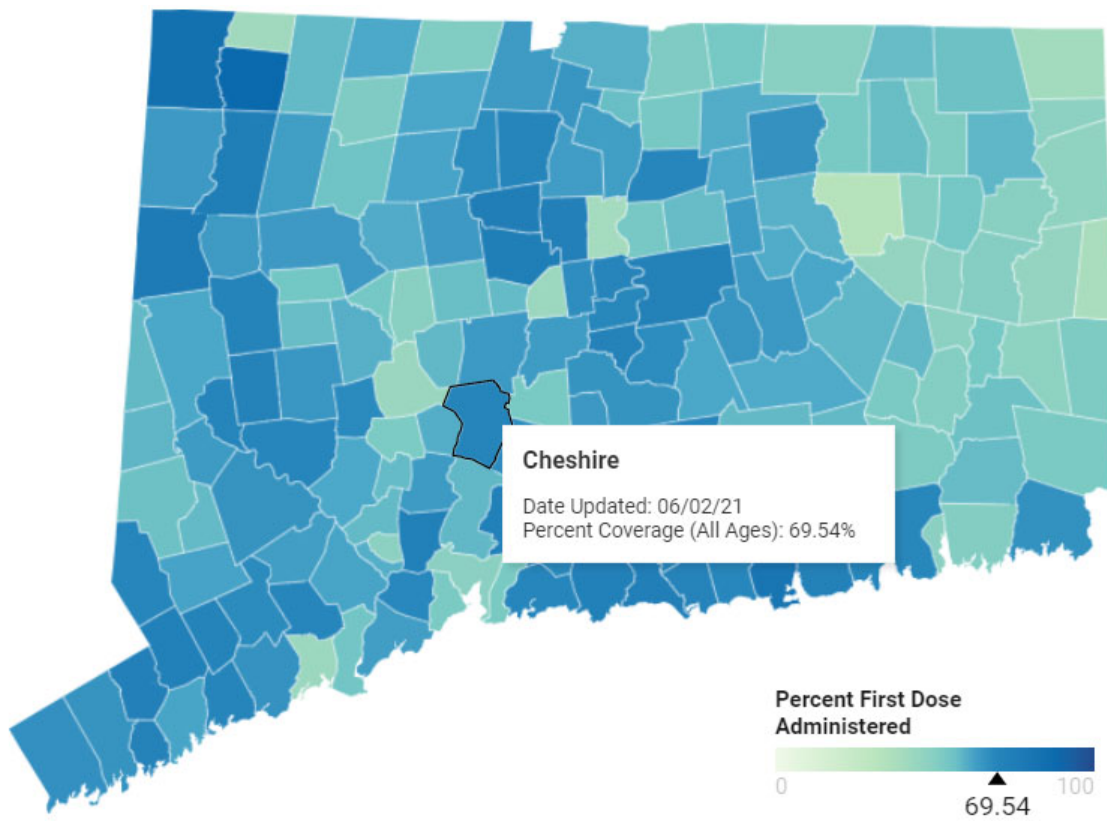 Cheshire
Date Updated: 06/02/21
Percent Coverage (All Ages): 69.54%
Percent First Dose
Administered
0 100
69.54